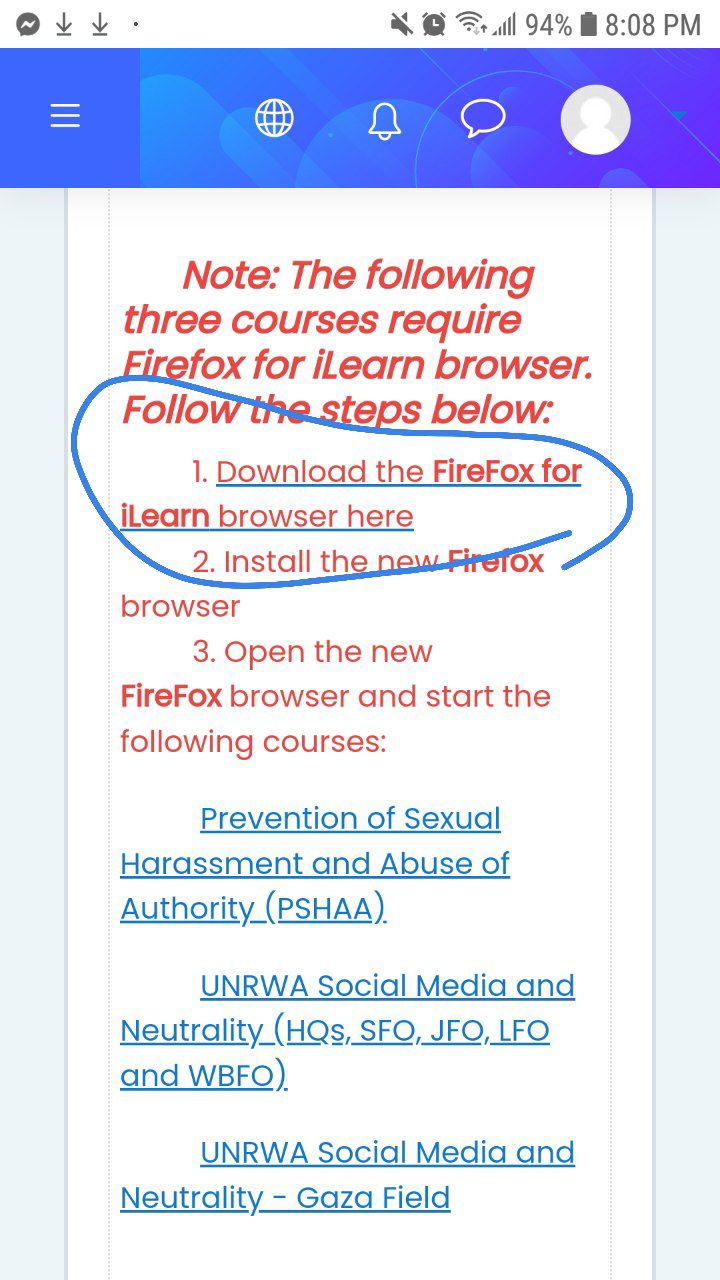 94% 8:08 PM
Note: The following
three courses require
Firefox for iLearn browser.
Follow the steps below:
1. Download the FireFox for
iLearn browser here
2. Install the new Firefox
browser
3. Open the new
FireFox browser and start the
following courses:
Prevention of Sexual
Harassment and Abuse of
Authority (PSHAA)
UNRWA Social Media and
Neutrality (HQs, SFO, JFO, LFO
and WBFO)
UNRWA Social Media and
Neutrality - Gaza Field